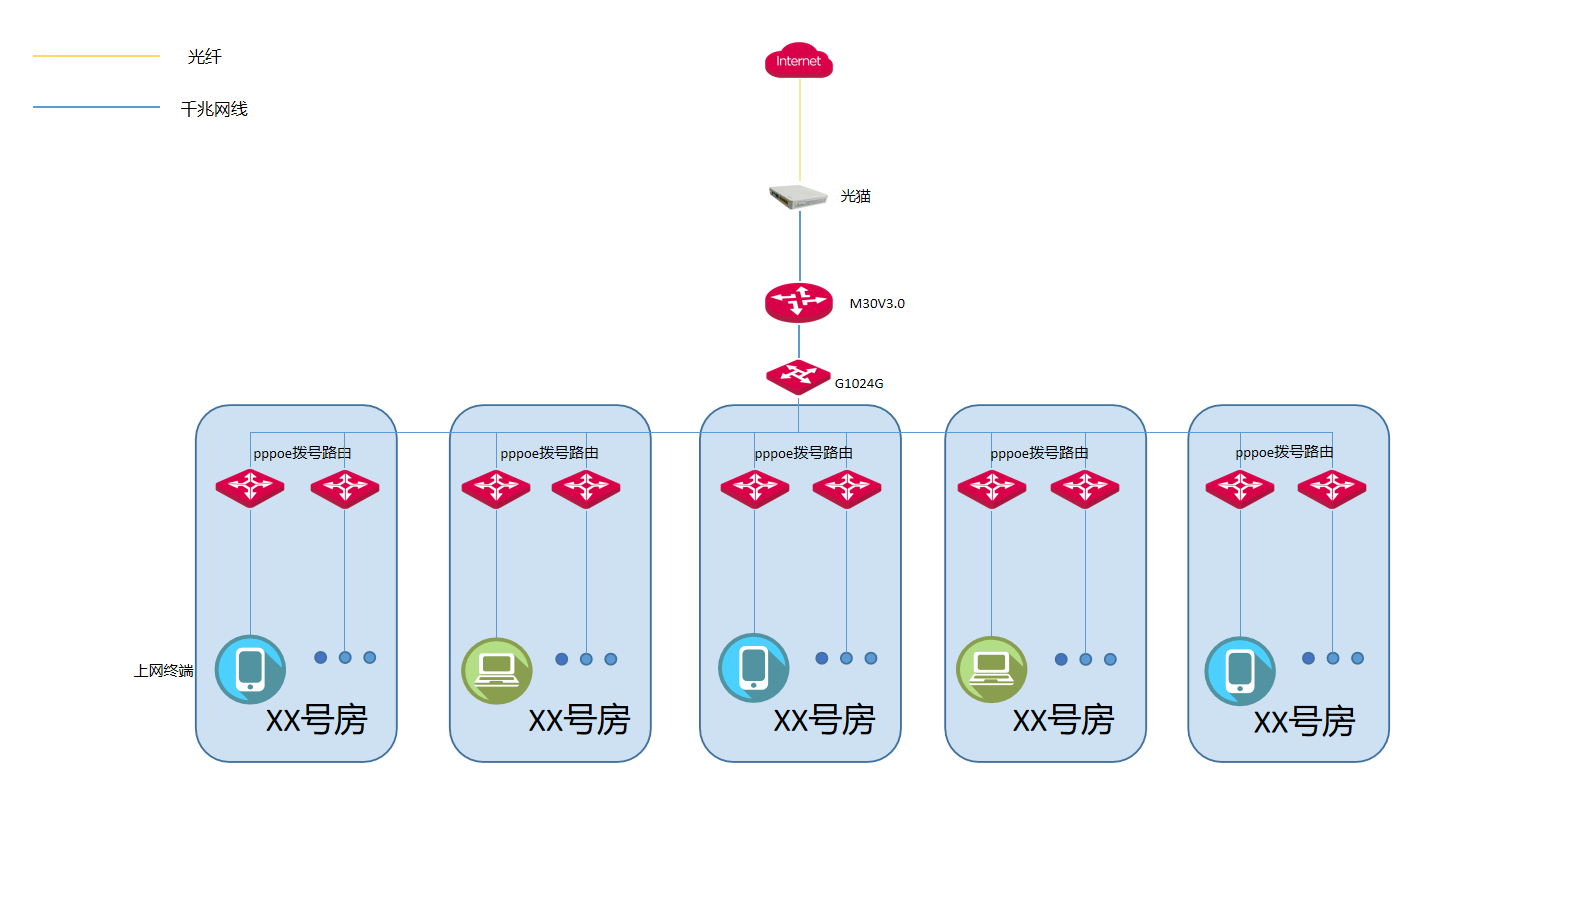 Internet
光纤
千兆网线
光猫
M30V3.0
G1024G
pppoe拨号路由
pppoe拨号路由
pppoe拨号路由
pppoe拨号路由
pppoe拨号路由
上网终端
XX号房
XX号房
XX号房
XX号房
XX号房